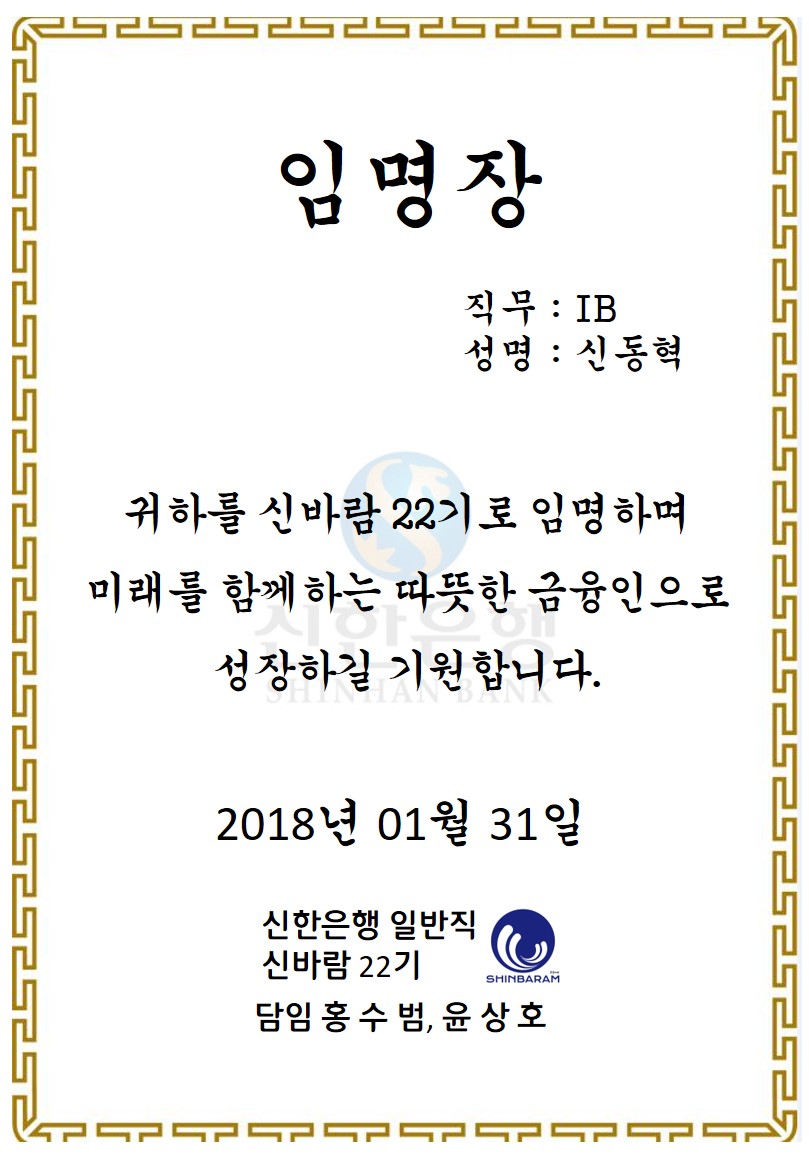 임명장
직무 : IB
성명 : 신동혁
귀하를 신바람 22기로 임명하며
미래를 함께하는 따뜻한 금융인으로
성장하길 기원합니다.
신한은행
SHINHAN BANK
2018년 01월 31일
신한은행 일반직
신바람 22기
SHINBARAM
담임 홍 수 범, 윤 상 호